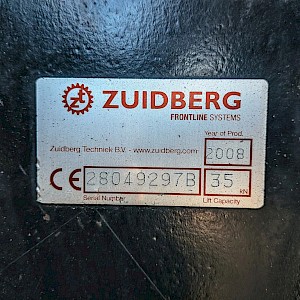 ZUIDBERG
FRONTLINE SYSTEMS
Year of Prod.
Zuidberg Techniek B.V. - www.zuidberg.com 2008
CE 28049297B 35 kN
Serial Number Lift Capacity